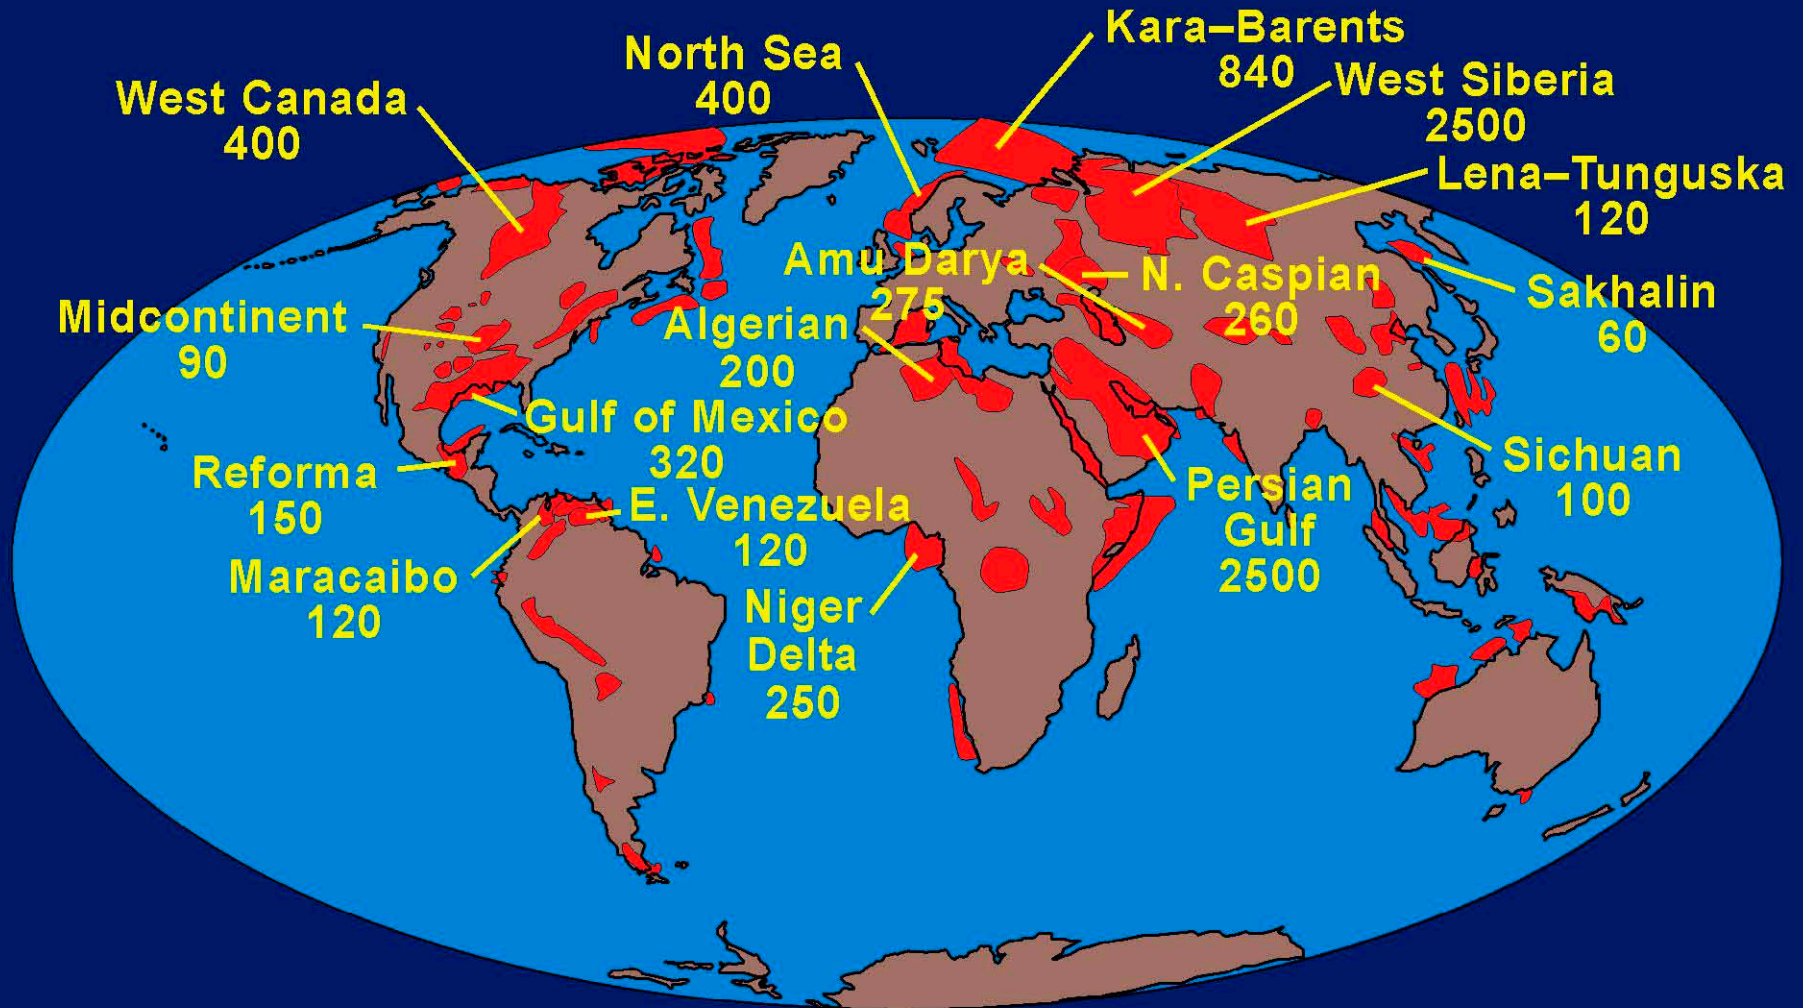 Kara–Barents
840
North Sea
400
West Siberia
2500
West Canada
400
Lena–Tunguska
120
Amu Darya
275
N. Caspian
260
Sakhalin
60
Midcontinent
90
Algerian
200
Gulf of Mexico
320
Reforma
150
Sichuan
100
Persian
Gulf
2500
E. Venezuela
120
Maracaibo
120
Niger
Delta
250